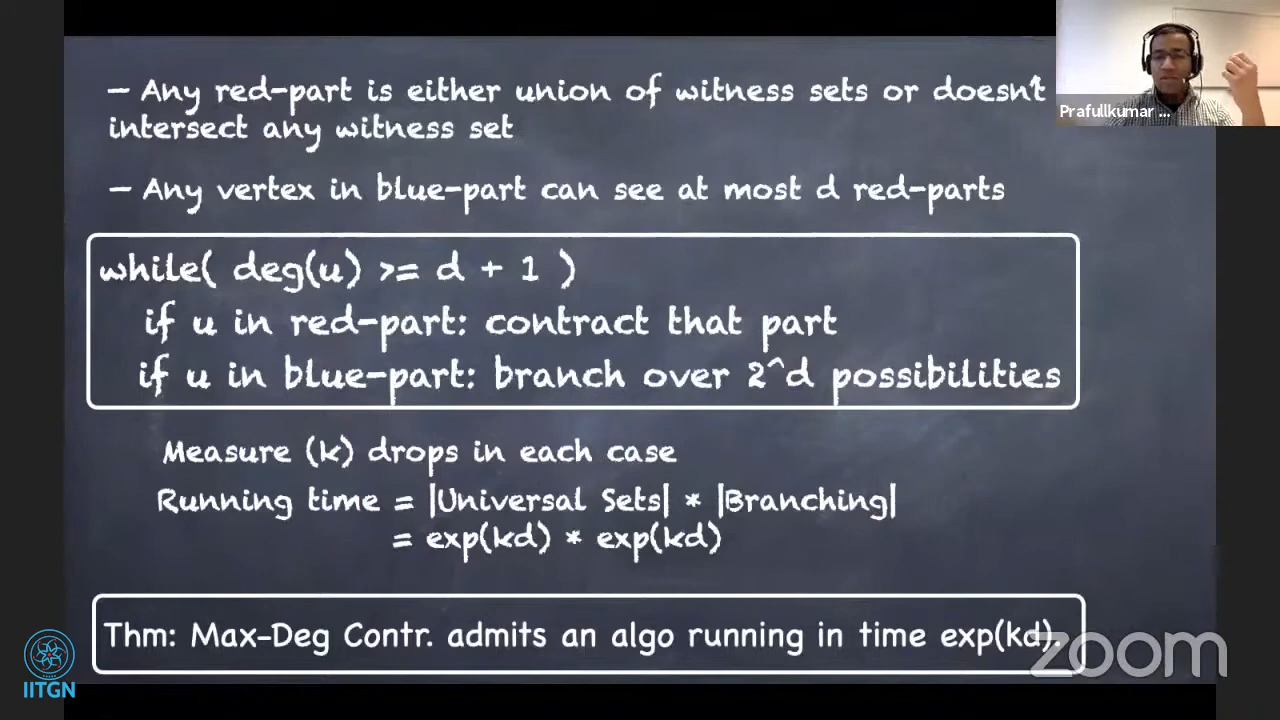 — Any red-part is either union of witness sets or doesn't
intersect any witness set
Prafullkumar ...
— Any vertex in blue-part can see at most d red-parts
while( deg(u) >= d + 1 )
if u in red-part: contract that part
if u in blue-part: branch over 2^d possibilities
Measure (k) drops in each case
Running time = |Universal Sets| * |Branching|
= exp(kd) * exp(kd)
Thm: Max-Deg Contr. admits an algo running in time exp(kd).
zoom
IITGN